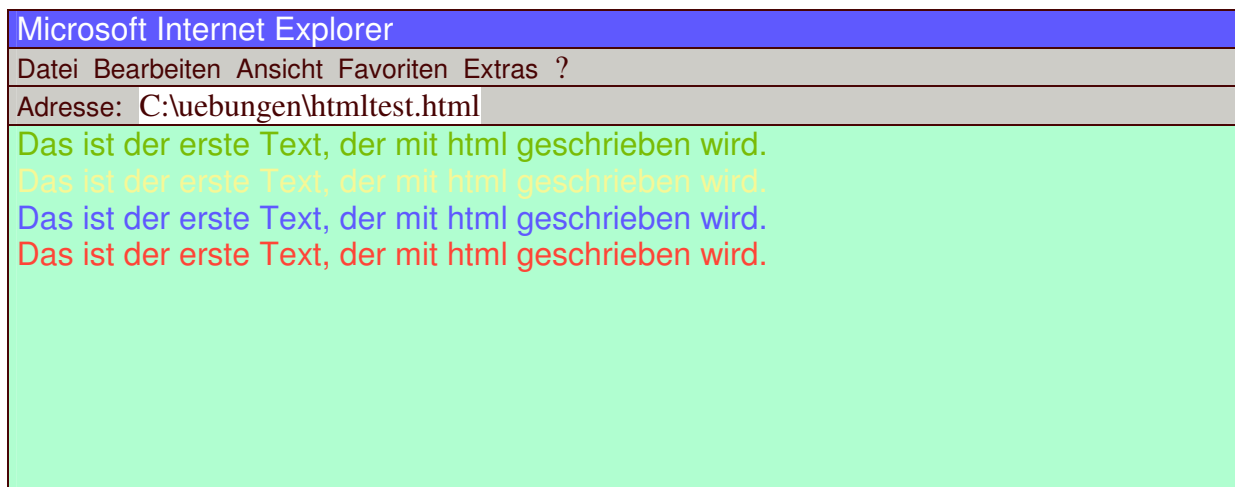 Microsoft Internet Explorer
Datei Bearbeiten Ansicht Favoriten Extras ?
Adresse: C:\uebungen\htmltest.html
Das ist der erste Text, der mit html geschrieben wird.
Das ist der erste Text, der mit html geschrieben wird.
Das ist der erste Text, der mit html geschrieben wird.
Das ist der erste Text, der mit html geschrieben wird.